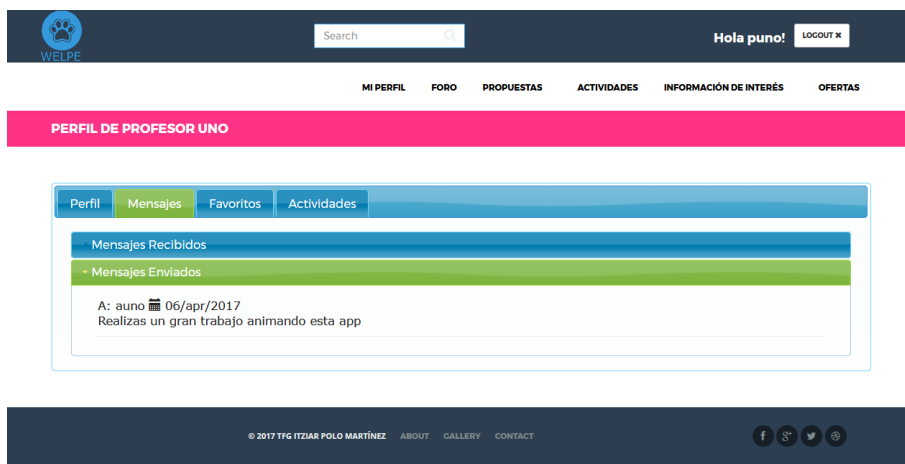 WELPE
Search
Hola puno!
LOGOUT ✖
MI PERFIL FORO PROPUESTAS ACTIVIDADES INFORMACIÓN DE INTERÉS OFERTAS
PERFIL DE PROFESOR UNO
Perfil Mensajes Favoritos Actividades
Mensajes Recibidos
Mensajes Enviados
A: auno 06/apr/2017
Realizas un gran trabajo animando esta app
© 2017 TFG ITZIAR POLO MARTÍNEZ ABOUT GALLERY CONTACT